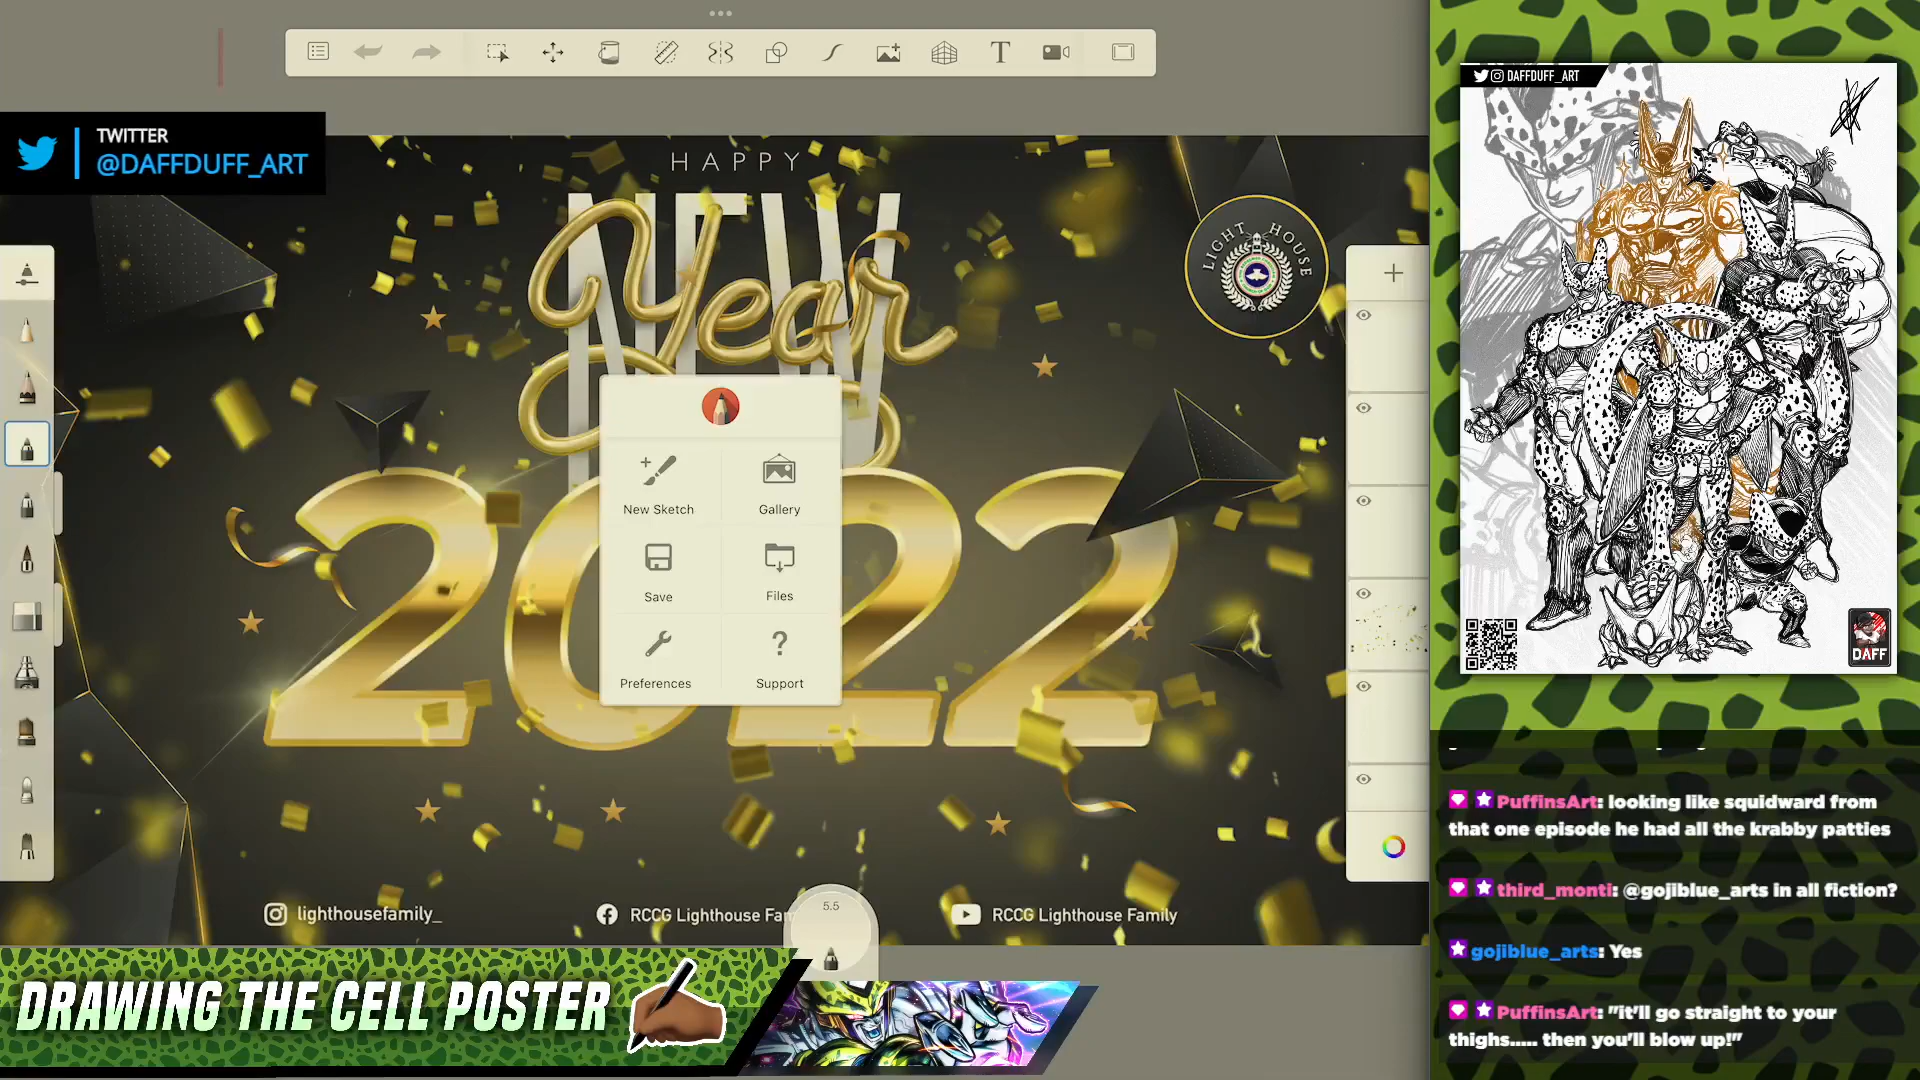 TWITTER
@DAFFDUFF_ART
HAPPY
NEW
Year
LIGHT HOUSE
2022
New Sketch
Gallery
Save
Files
Preferences
Support
5.5
lighthousefamily_
RCCG Lighthouse Fam
RCCG Lighthouse Family
DRAWING THE CELL POSTER
DAFFDUFF_ART
DAFF
PuffinsArt: looking like squidward from
that one episode he had all the krabby patties
third_monti: @gojiblue_arts in all fiction?
gojiblue_arts: Yes
PuffinsArt: "it'll go straight to your
thighs..... then you'll blow up!"